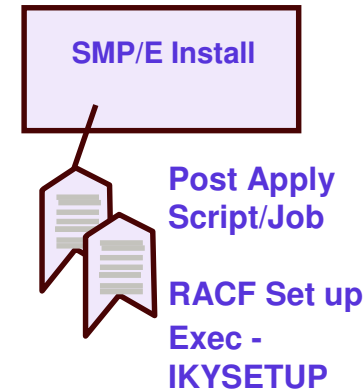 SMP/E Install
Post Apply
Script/Job
RACF Set up
Exec -
IKYSETUP